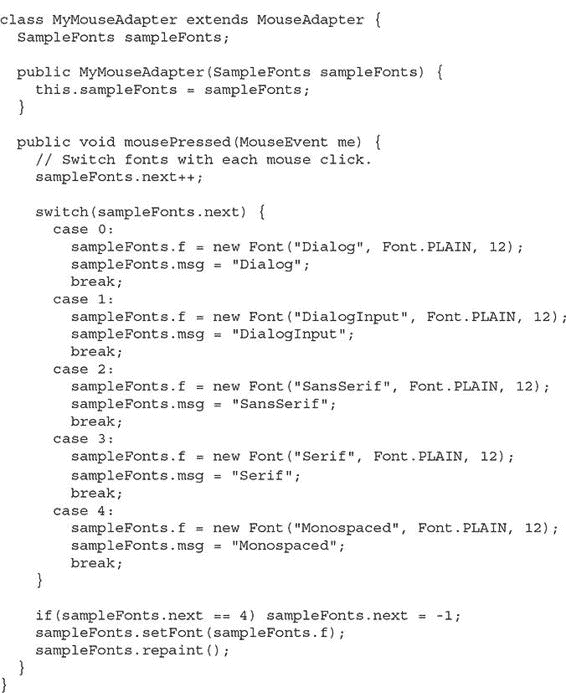 class MyMouseAdapter extends MouseAdapter {
  SampleFonts sampleFonts;

  public MyMouseAdapter(SampleFonts sampleFonts) {
    this.sampleFonts = sampleFonts;
  }

  public void mousePressed(MouseEvent me) {
    // Switch fonts with each mouse click.
    sampleFonts.next++;

    switch(sampleFonts.next) {
      case 0:
        sampleFonts.f = new Font("Dialog", Font.PLAIN, 12);
        sampleFonts.msg = "Dialog";
        break;
      case 1:
        sampleFonts.f = new Font("DialogInput", Font.PLAIN, 12);
        sampleFonts.msg = "DialogInput";
        break;
      case 2:
        sampleFonts.f = new Font("SansSerif", Font.PLAIN, 12);
        sampleFonts.msg = "SansSerif";
        break;
      case 3:
        sampleFonts.f = new Font("Serif", Font.PLAIN, 12);
        sampleFonts.msg = "Serif";
        break;
      case 4:
        sampleFonts.f = new Font("Monospaced", Font.PLAIN, 12);
        sampleFonts.msg = "Monospaced";
        break;
    }

    if(sampleFonts.next == 4) sampleFonts.next = -1;
    sampleFonts.setFont(sampleFonts.f);
    sampleFonts.repaint();
  }
}